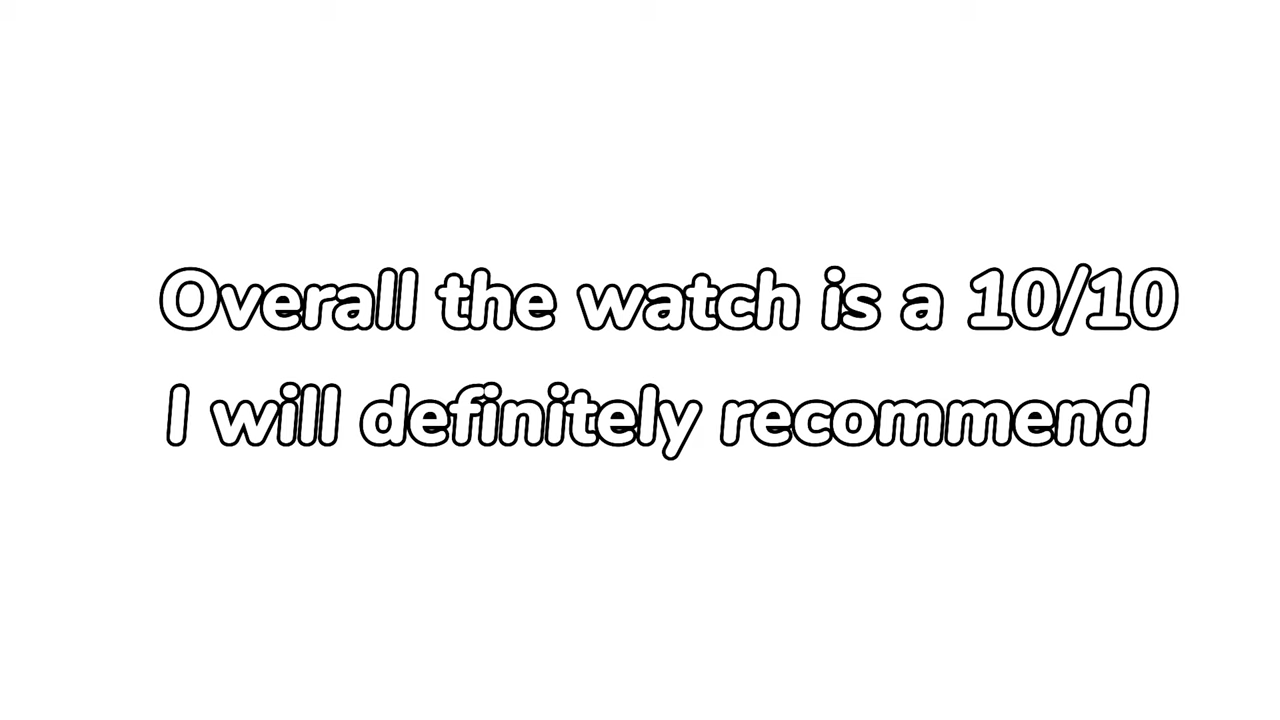 Overall the watch is a 10/10
I will definitely recommend